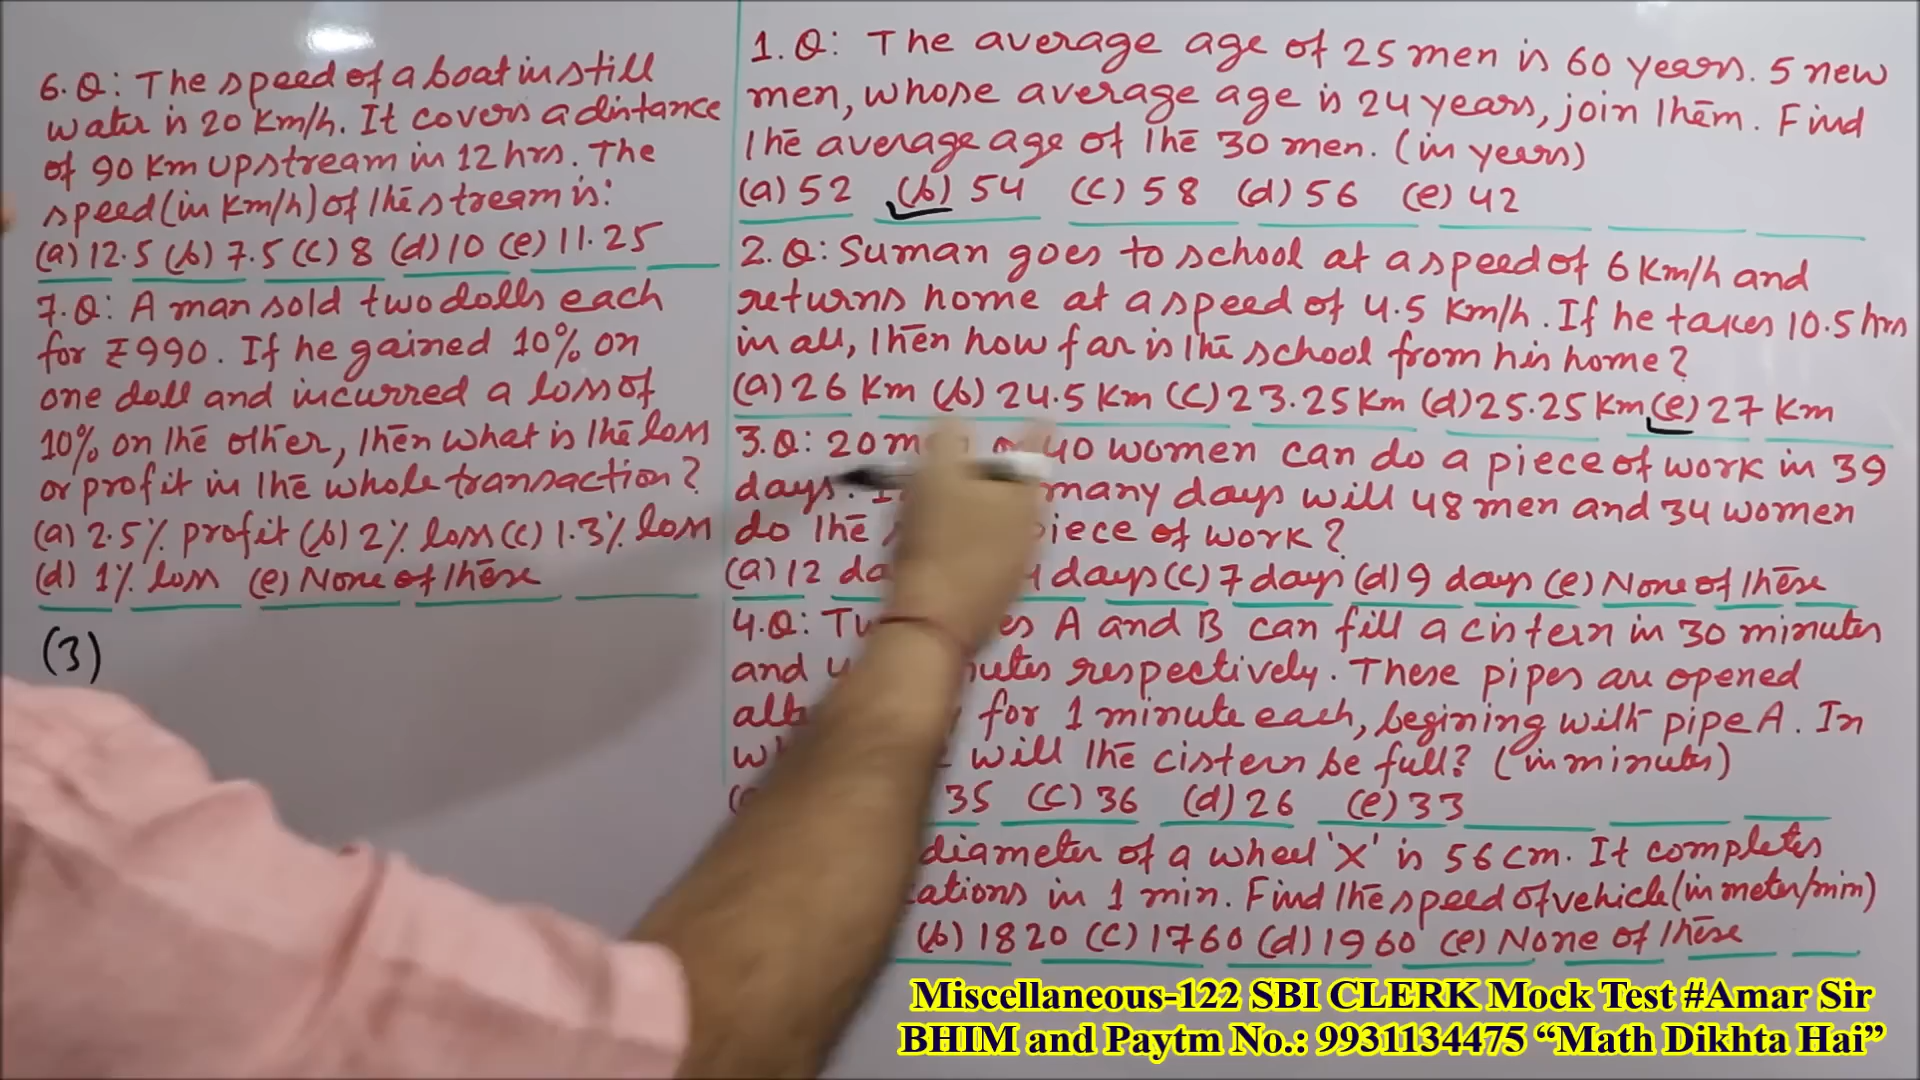 6.Q: The speed of a boat in still
water is 20 Km/h. It covers a distance
of 90 Km upstream in 12 hrs. The
speed (in Km/h) of the stream is:
(a) 12.5 (b) 7.5 (c) 8 (d) 10 (e) 11.25
7.Q: A man sold two dolls each
for ₹990. If he gained 10% on
one doll and incurred a loss of
10% on the other, then what is the loss
or profit in the whole transaction?
(a) 2.5% profit (b) 2% loss (c) 1.3% loss
(d) 1% loss (e) None of these
(3)
1.Q: The average age of 25 men is 60 years. 5 new
men, whose average age is 24 years, join them. Find
the average age of the 30 men. (in years)
(a) 52 (b) 54 (c) 58 (d) 56 (e) 42
2.Q: Suman goes to school at a speed of 6 Km/h and
returns home at a speed of 4.5 Km/h. If he takes 10.5 hrs
in all, then how far is the school from his home?
(a) 26 Km (b) 24.5 Km (c) 23.25 Km (d) 25.25 Km (e) 27 Km
3.Q: 20 men 40 women can do a piece of work in 39
days. many days will 48 men and 34 women
do the piece of work?
(a) 12 days (c) 7 days (d) 9 days (e) None of these
4.Q: A and B can fill a cistern in 30 minutes
and respectively. These pipes are opened
for 1 minute each, begining with pipe A. In
will the cistern be full? (in minutes)
35 (c) 36 (d) 26 (e) 33
diameter of a wheel 'X' is 56 cm. It completes
in 1 min. Find the speed of vehicle (in meter/min)
(b) 1820 (c) 1760 (d) 1960 (e) None of these
Miscellaneous-122 SBI CLERK Mock Test #Amar Sir
BHIM and Paytm No.: 9931134475 “Math Dikhta Hai”